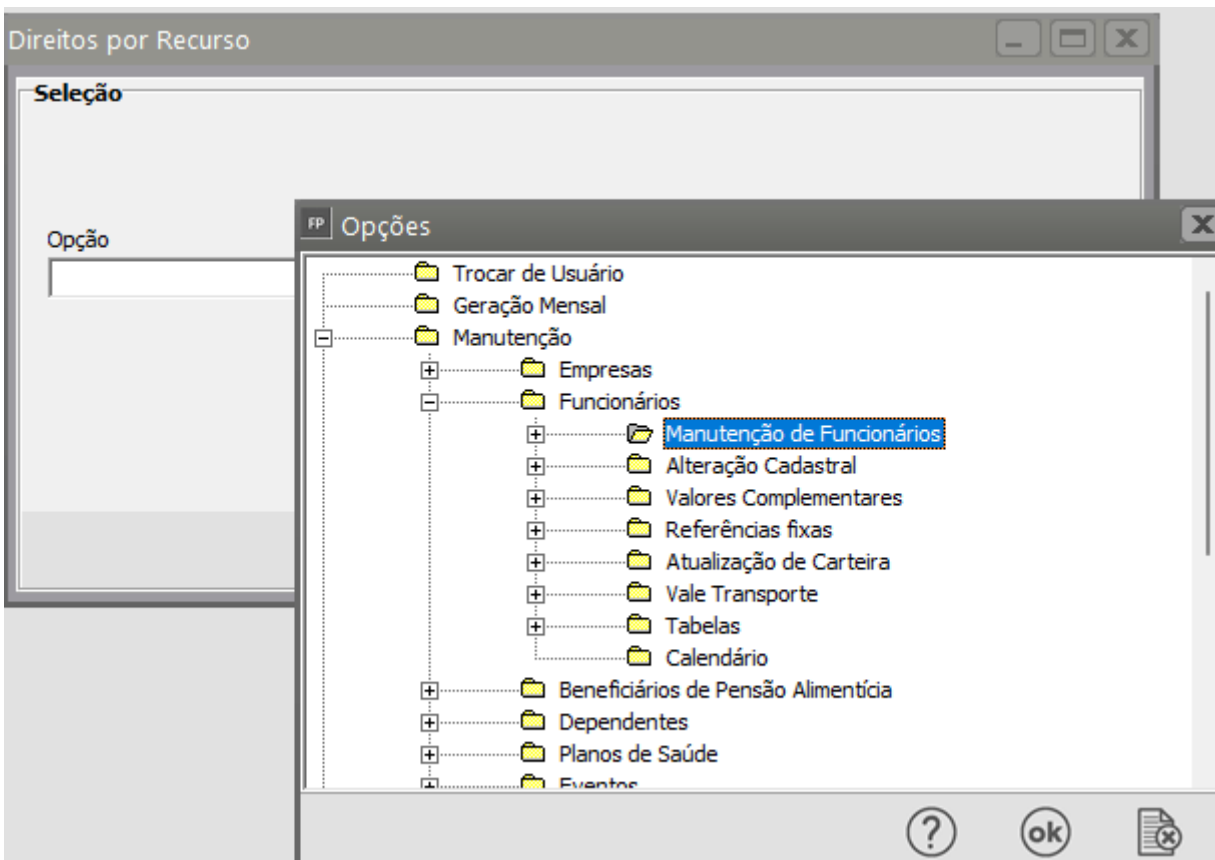 Direitos por Recurso
Seleção
Opção
FP Opções
Trocar de Usuário
Geração Mensal
Manutenção
Empresas
Funcionários
Manutenção de Funcionários
Alteração Cadastral
Valores Complementares
Referências fixas
Atualização de Carteira
Vale Transporte
Tabelas
Calendário
Beneficiários de Pensão Alimentícia
Dependentes
Planos de Saúde
Eventos
? ok